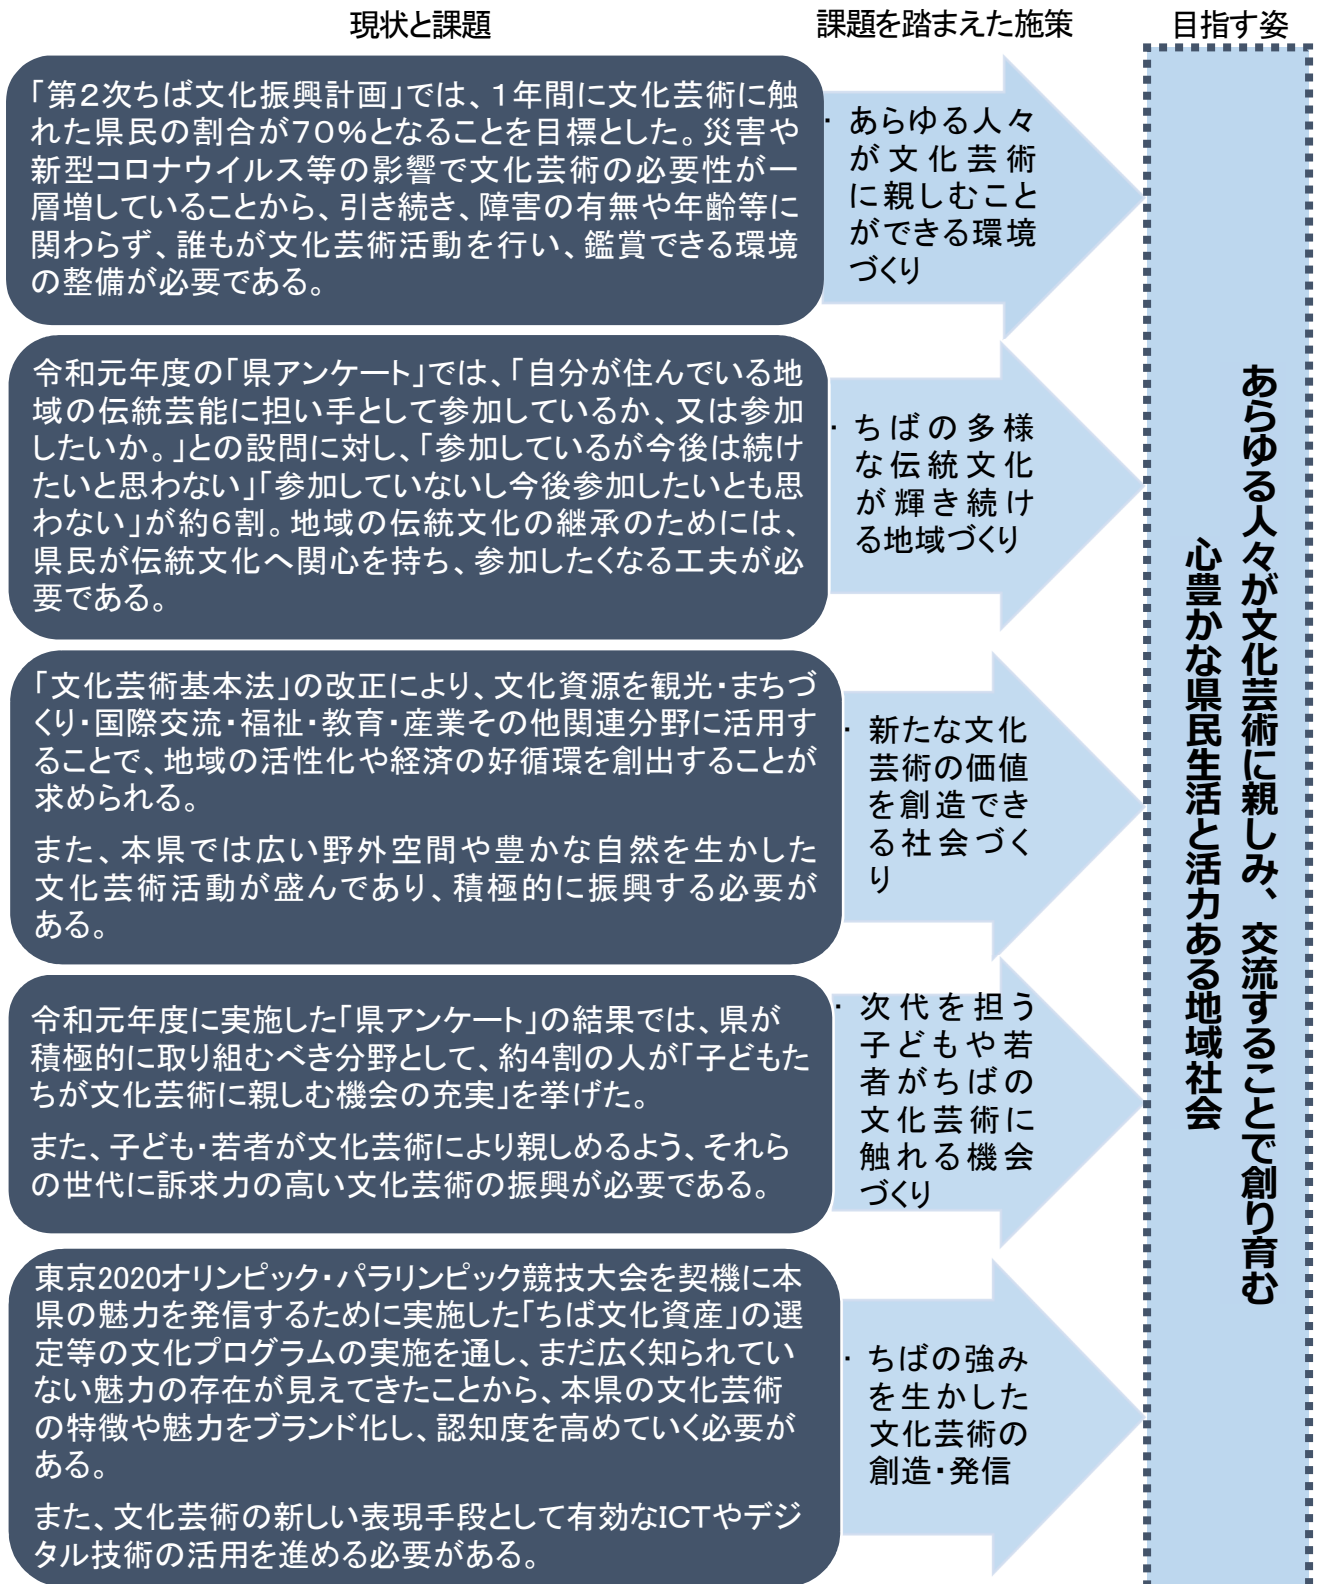 現状と課題
課題を踏まえた施策
目指す姿
「第２次ちば文化振興計画」では、１年間に文化芸術に触
れた県民の割合が７０％となることを目標とした。災害や
新型コロナウイルス等の影響で文化芸術の必要性が一
層増していることから、引き続き、障害の有無や年齢等に
関わらず、誰もが文化芸術活動を行い、鑑賞できる環境
の整備が必要である。
・ あらゆる人々
が文化芸術
に親しむこと
ができる環境
づくり
令和元年度の「県アンケート」では、「自分が住んでいる地
域の伝統芸能に担い手として参加しているか、又は参加
したいか。」との設問に対し、「参加しているが今後は続け
たいと思わない」「参加していないし今後参加したいとも思
わない」が約６割。地域の伝統文化の継承のためには、
県民が伝統文化へ関心を持ち、参加したくなる工夫が必
要である。
・ ちばの多様
な伝統文化
が輝き続け
る地域づくり
「文化芸術基本法」の改正により、文化資源を観光・まちづ
くり・国際交流・福祉・教育・産業その他関連分野に活用す
ることで、地域の活性化や経済の好循環を創出することが
求められる。
また、本県では広い野外空間や豊かな自然を生かした
文化芸術活動が盛んであり、積極的に振興する必要が
ある。
・ 新たな文化
芸術の価値
を創造でき
る社会づく
り
令和元年度に実施した「県アンケート」の結果では、県が
積極的に取り組むべき分野として、約４割の人が「子どもた
ちが文化芸術に親しむ機会の充実」を挙げた。
また、子ども・若者が文化芸術により親しめるよう、それら
の世代に訴求力の高い文化芸術の振興が必要である。
・ 次代を担う
子どもや若
者がちばの
文化芸術に
触れる機会
づくり
東京2020オリンピック・パラリンピック競技大会を契機に本
県の魅力を発信するために実施した「ちば文化資産」の選
定等の文化プログラムの実施を通し、まだ広く知られてい
ない魅力の存在が見えてきたことから、本県の文化芸術
の特徴や魅力をブランド化し、認知度を高めていく必要が
ある。
また、文化芸術の新しい表現手段として有効なICTやデジ
タル技術の活用を進める必要がある。
・ ちばの強み
を生かした
文化芸術の
創造・発信
あらゆる人々が文化芸術に親しみ、交流することで創り育む
心豊かな県民生活と活力ある地域社会